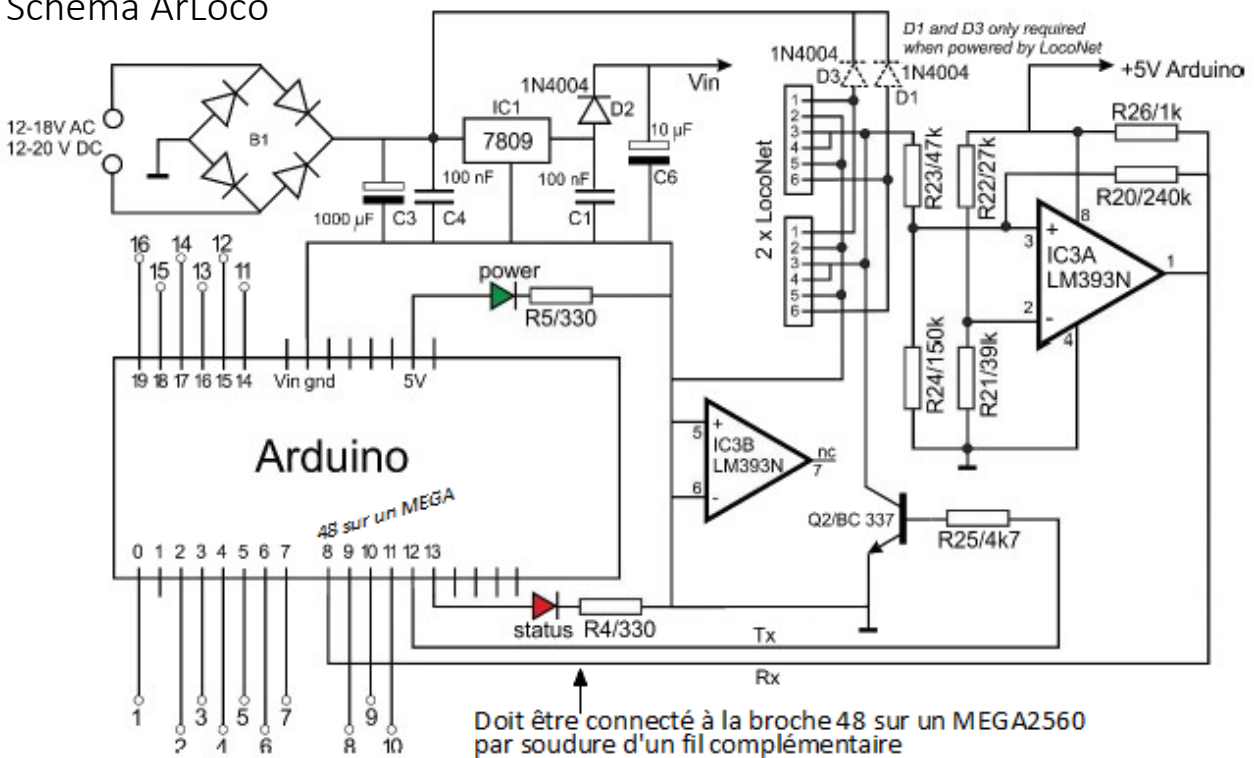 Schema ArLoco
D1 and D3 only required
when powered by LocoNet
1N4004
D3
1N4004
D1
+5V Arduino
12-18V AC
12-20 V DC
B1
IC1
7809
1N4004
D2
Vin
10 µF
C6
100 nF
C4
100 nF
C1
1000 µF
C3
2 x LocoNet
1
2
3
4
5
6
1
2
3
4
5
6
R23/47k
R22/27k
R26/1k
R20/240k
R24/150k
R21/39k
8
3
+
IC3A
LM393N
1
2
-
4
16
14
12
15
13
11
power
R5/330
19
18
17
16
15
14
Vin gnd
5V
Arduino
48 sur un MEGA
0
1
2
3
4
5
6
7
8
9
10
11
12
13
5
+
IC3B
LM393N
nc
7
6
-
Q2/BC 337
R25/4k7
status
R4/330
Tx
Rx
1
3
5
7
9
2
4
6
8
10
Doit être connecté à la broche 48 sur un MEGA2560
par soudure d'un fil complémentaire